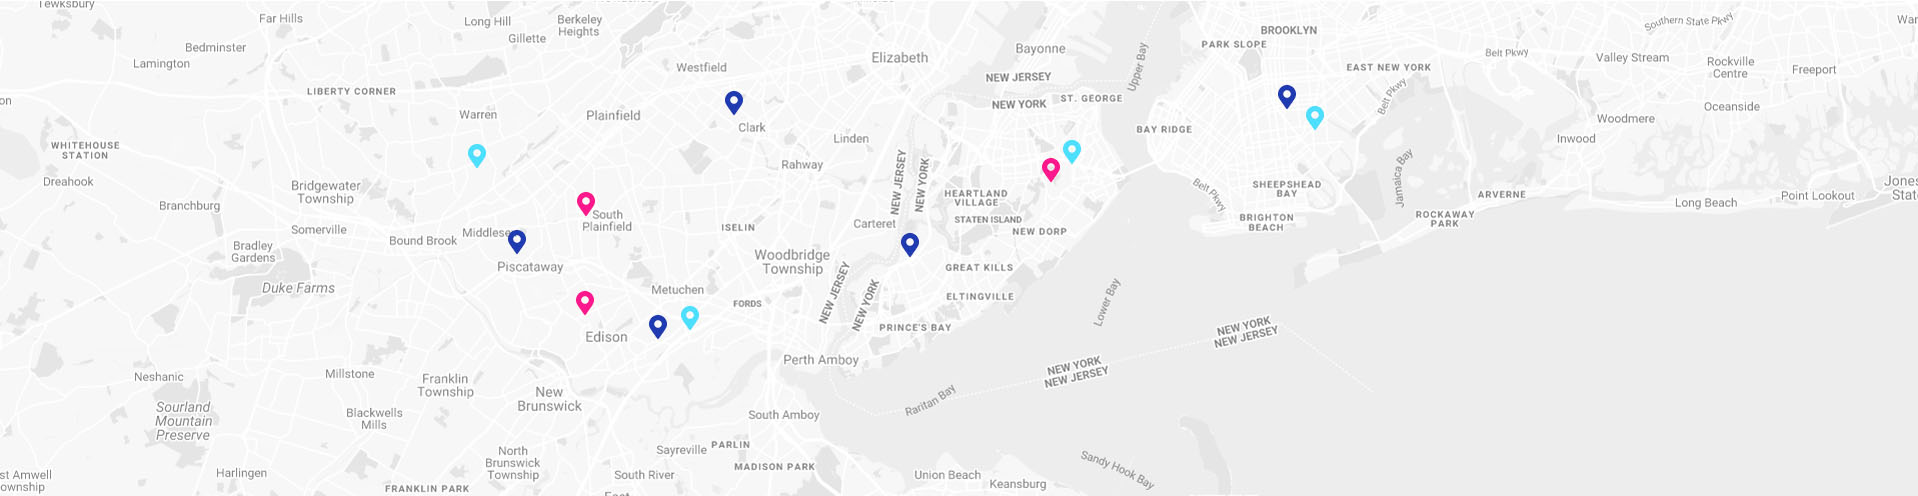 Tewksbury
Far Hills
Long Hill
Berkeley
Heights
Gillette
Bedminster
Lamington
Westfield
Elizabeth
Bayonne
Upper Bay
BROOKLYN
PARK SLOPE
Southern State Pkwy
Belt Pkwy
Valley Stream
Rockville
Centre
Freeport
EAST NEW YORK
LIBERTY CORNER
NEW JERSEY
NEW YORK
ST. GEORGE
Belt Pkwy
Oceanside
Warren
Plainfield
Clark
Linden
BAY RIDGE
Woodmere
Inwood
WHITEHOUSE
STATION
Dreahook
Rahway
NEW JERSEY
NEW YORK
Jamaica Bay
Bridgewater
Township
Branchburg
HEARTLAND
VILLAGE
Belt Pkwy
SHEEPSHEAD
BAY
ARVERNE
Point Lookout
Long Beach
South
Plainfield
Carteret
STATEN ISLAND
NEW DORP
BRIGHTON
BEACH
ROCKAWAY
PARK
Somerville
Bound Brook
ISELIN
Bradley
Gardens
Piscataway
Woodbridge
Township
GREAT KILLS
Duke Farms
Metuchen
FORDS
NEW JERSEY
NEW YORK
ELTINGVILLE
Lower Bay
Edison
PRINCE'S BAY
NEW YORK
NEW JERSEY
Perth Amboy
NEW YORK
NEW JERSEY
Neshanic
Millstone
Franklin
Township
New
Brunswick
Raritan Bay
Sourland
Mountain
Preserve
Blackwells
Mills
South Amboy
Sayreville
PARLIN
North
Brunswick
Township
MADISON PARK
Harlingen
South River
Union Beach
Keansburg
Sandy Hook Bay
FRANKLIN PARK